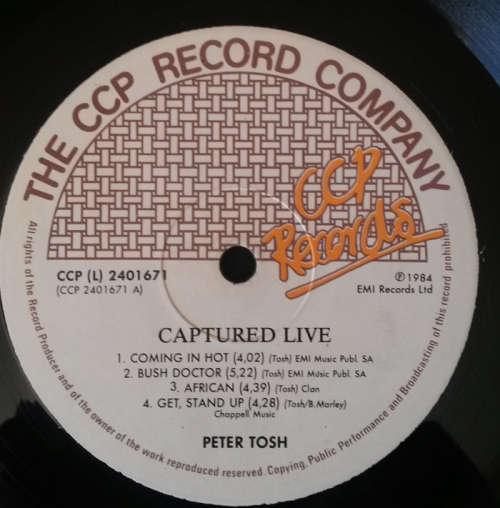 THE CCP RECORD COMPANY
CCP
Records
CCP (L) 2401671
(CCP 2401671 A)
℗ 1984
EMI Records Ltd
CAPTURED LIVE
1. COMING IN HOT (4,02) (Tosh) EMI Music Publ. SA
2. BUSH DOCTOR (5,22) (Tosh) EMI Music Publ. SA
3. AFRICAN (4,39) (Tosh) Clan
4. GET, STAND UP (4,28) (Tosh/B.Marley)
Chappell Music
PETER TOSH
All rights of the Record Producer and of the owner of the work reproduced reserved. Copying, Public Performance and Broadcasting of this record prohibited